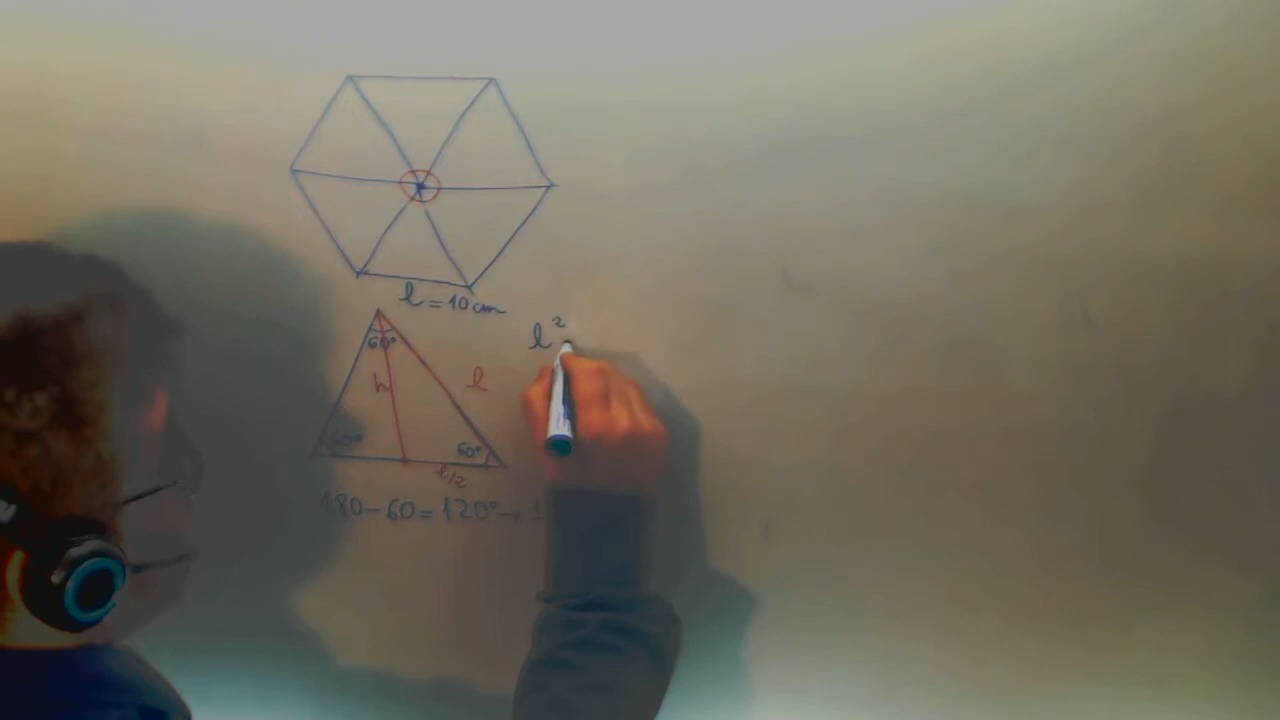 l = 10 cm
l²
60°
h
l
60°
60°
l/2
180-60=120°→